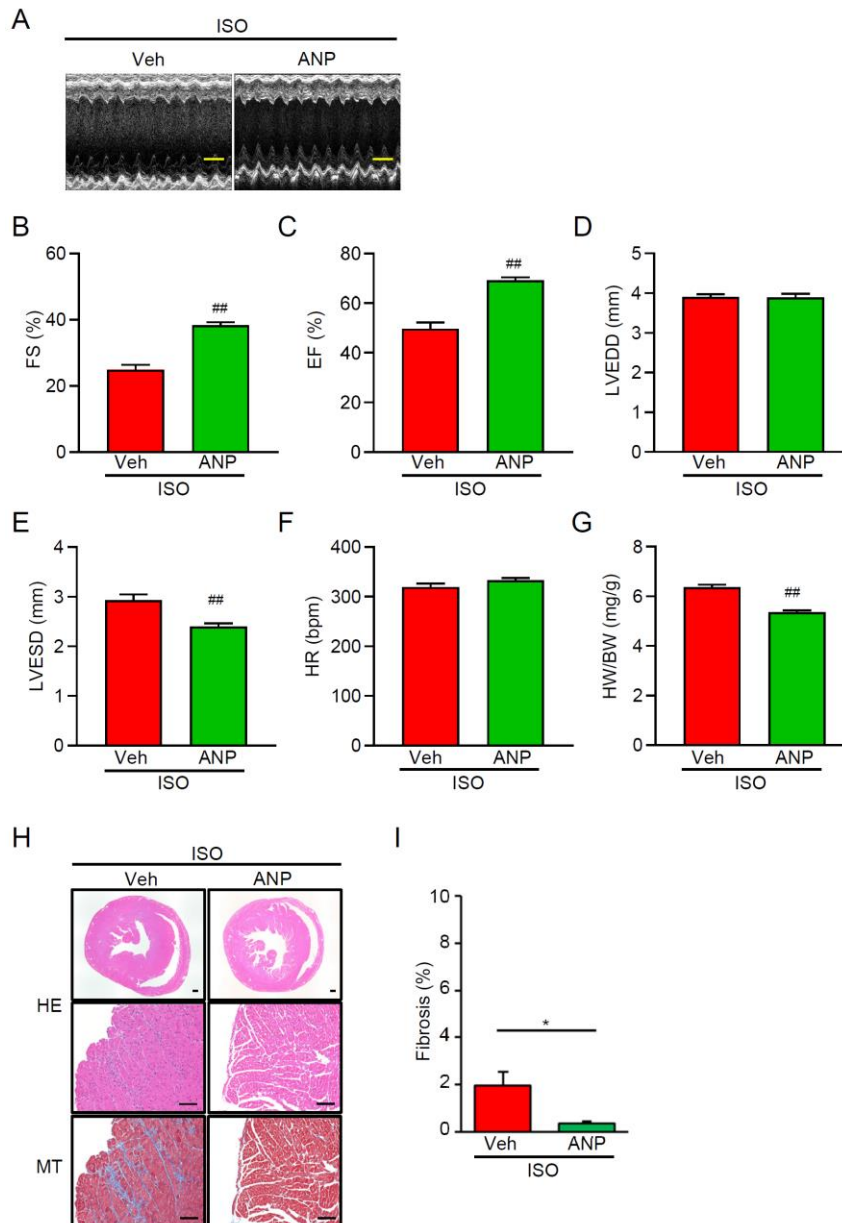 A
ISO
Veh ANP
B
FS (%)
60
40
20
0
##
Veh ANP
ISO
C
EF (%)
80
60
40
20
0
##
Veh ANP
ISO
D
LVEDD (mm)
5
4
3
2
1
0
Veh ANP
ISO
E
LVESD (mm)
4
3
2
1
0
##
Veh ANP
ISO
F
HR (bpm)
400
300
200
100
0
Veh ANP
ISO
G
HW/BW (mg/g)
8
6
4
2
0
##
Veh ANP
ISO
H
ISO
Veh ANP
HE
MT
I
Fibrosis (%)
10
8
6
4
2
0
*
Veh ANP
ISO